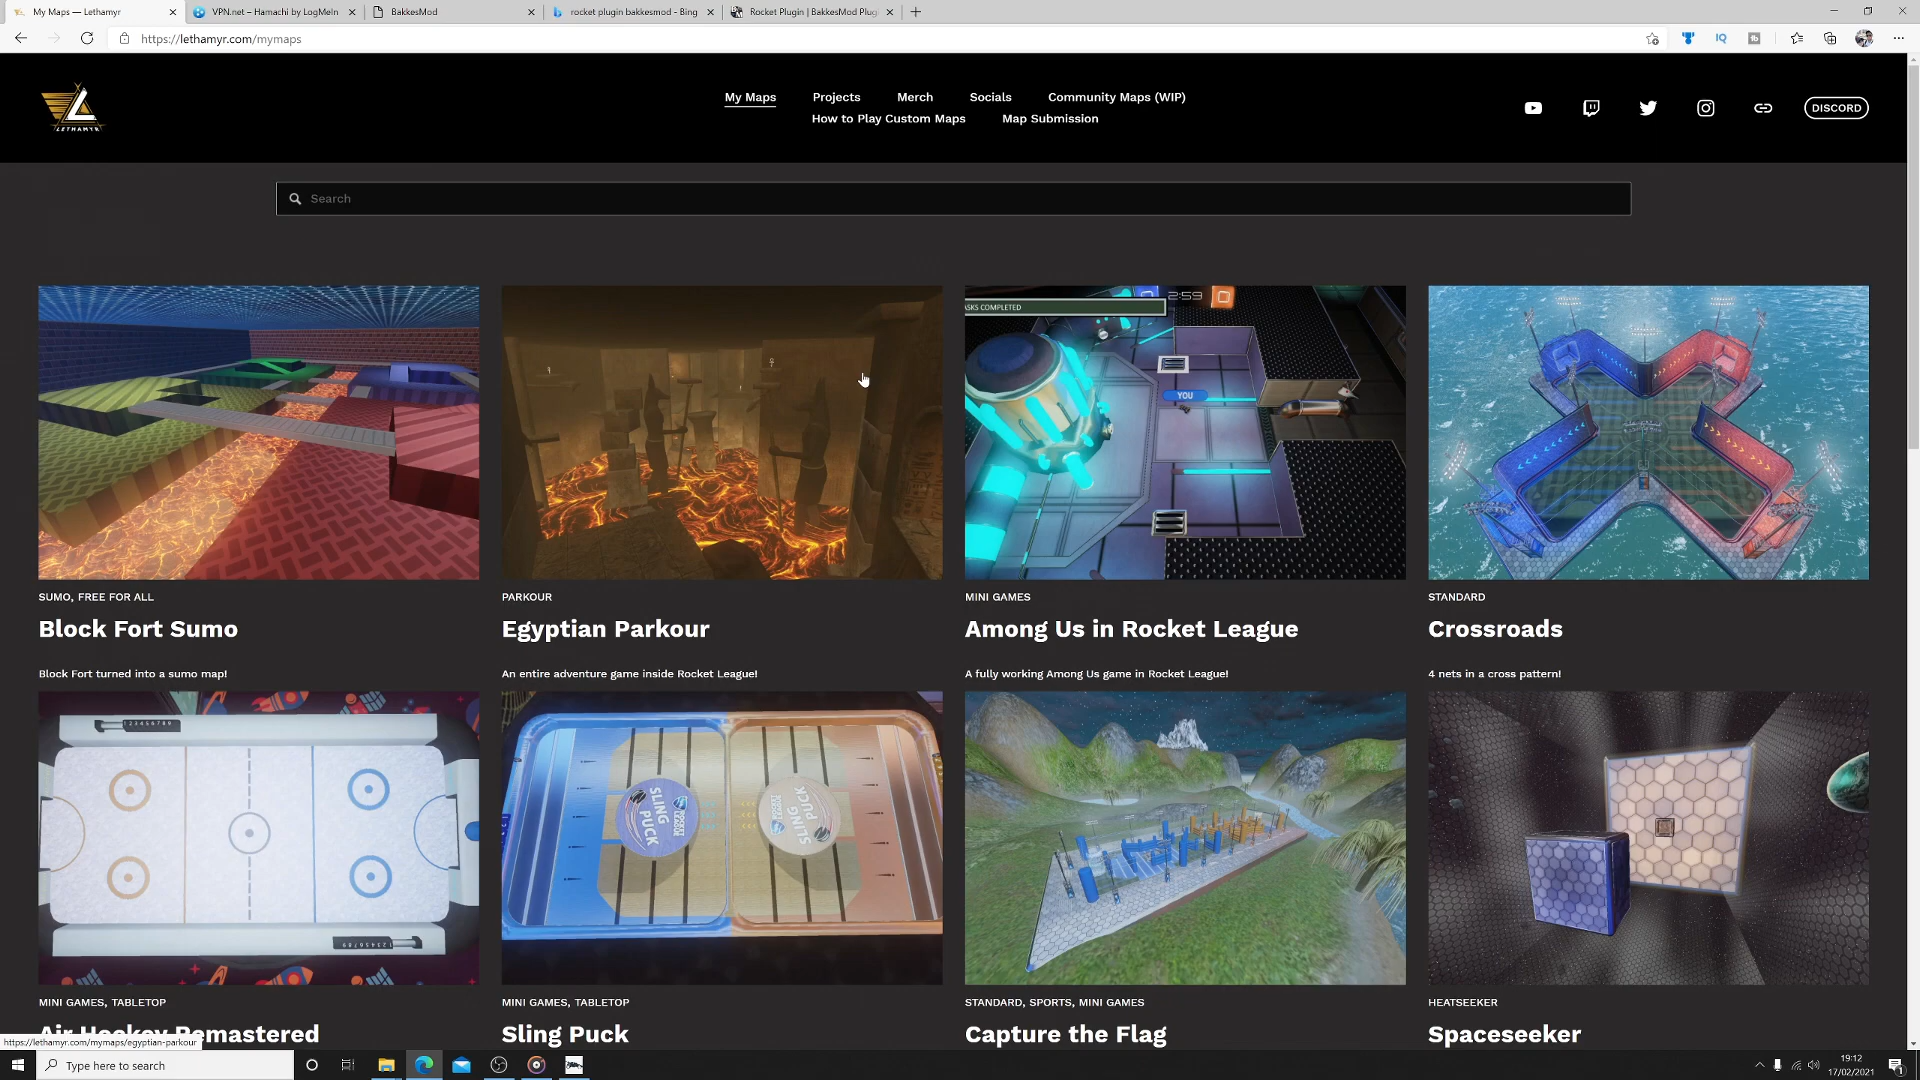 My Maps — Lethamyr
VPN.net – Hamachi by LogMeIn
BakkesMod
rocket plugin bakkesmod - Bing
Rocket Plugin | BakkesMod Plug
https://lethamyr.com/mymaps
LETHAMYR
My Maps
Projects
Merch
Socials
Community Maps (WIP)
How to Play Custom Maps
Map Submission
DISCORD
Search
ASKS COMPLETED
2:59
YOU
SUMO, FREE FOR ALL
PARKOUR
MINI GAMES
STANDARD
Block Fort Sumo
Egyptian Parkour
Among Us in Rocket League
Crossroads
Block Fort turned into a sumo map!
An entire adventure game inside Rocket League!
A fully working Among Us game in Rocket League!
4 nets in a cross pattern!
SLING PUCK
SLING PUCK
MINI GAMES, TABLETOP
MINI GAMES, TABLETOP
STANDARD, SPORTS, MINI GAMES
HEATSEEKER
Air Hockey Remastered
Sling Puck
Capture the Flag
Spaceseeker
https://lethamyr.com/mymaps/egyptian-parkour
Type here to search
19:12
17/02/2021